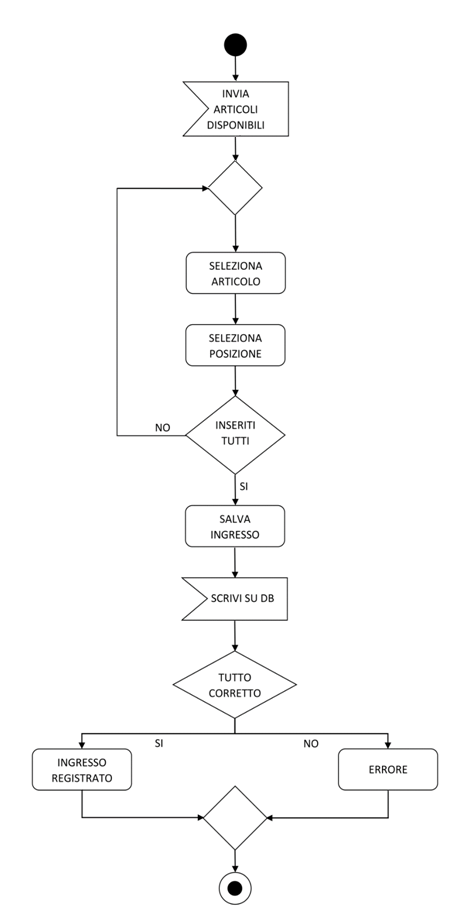 INVIA
ARTICOLI
DISPONIBILI
SELEZIONA
ARTICOLO
SELEZIONA
POSIZIONE
INSERITI
TUTTI
NO
SI
SALVA
INGRESSO
SCRIVI SU DB
TUTTO
CORRETTO
SI
NO
INGRESSO
REGISTRATO
ERRORE